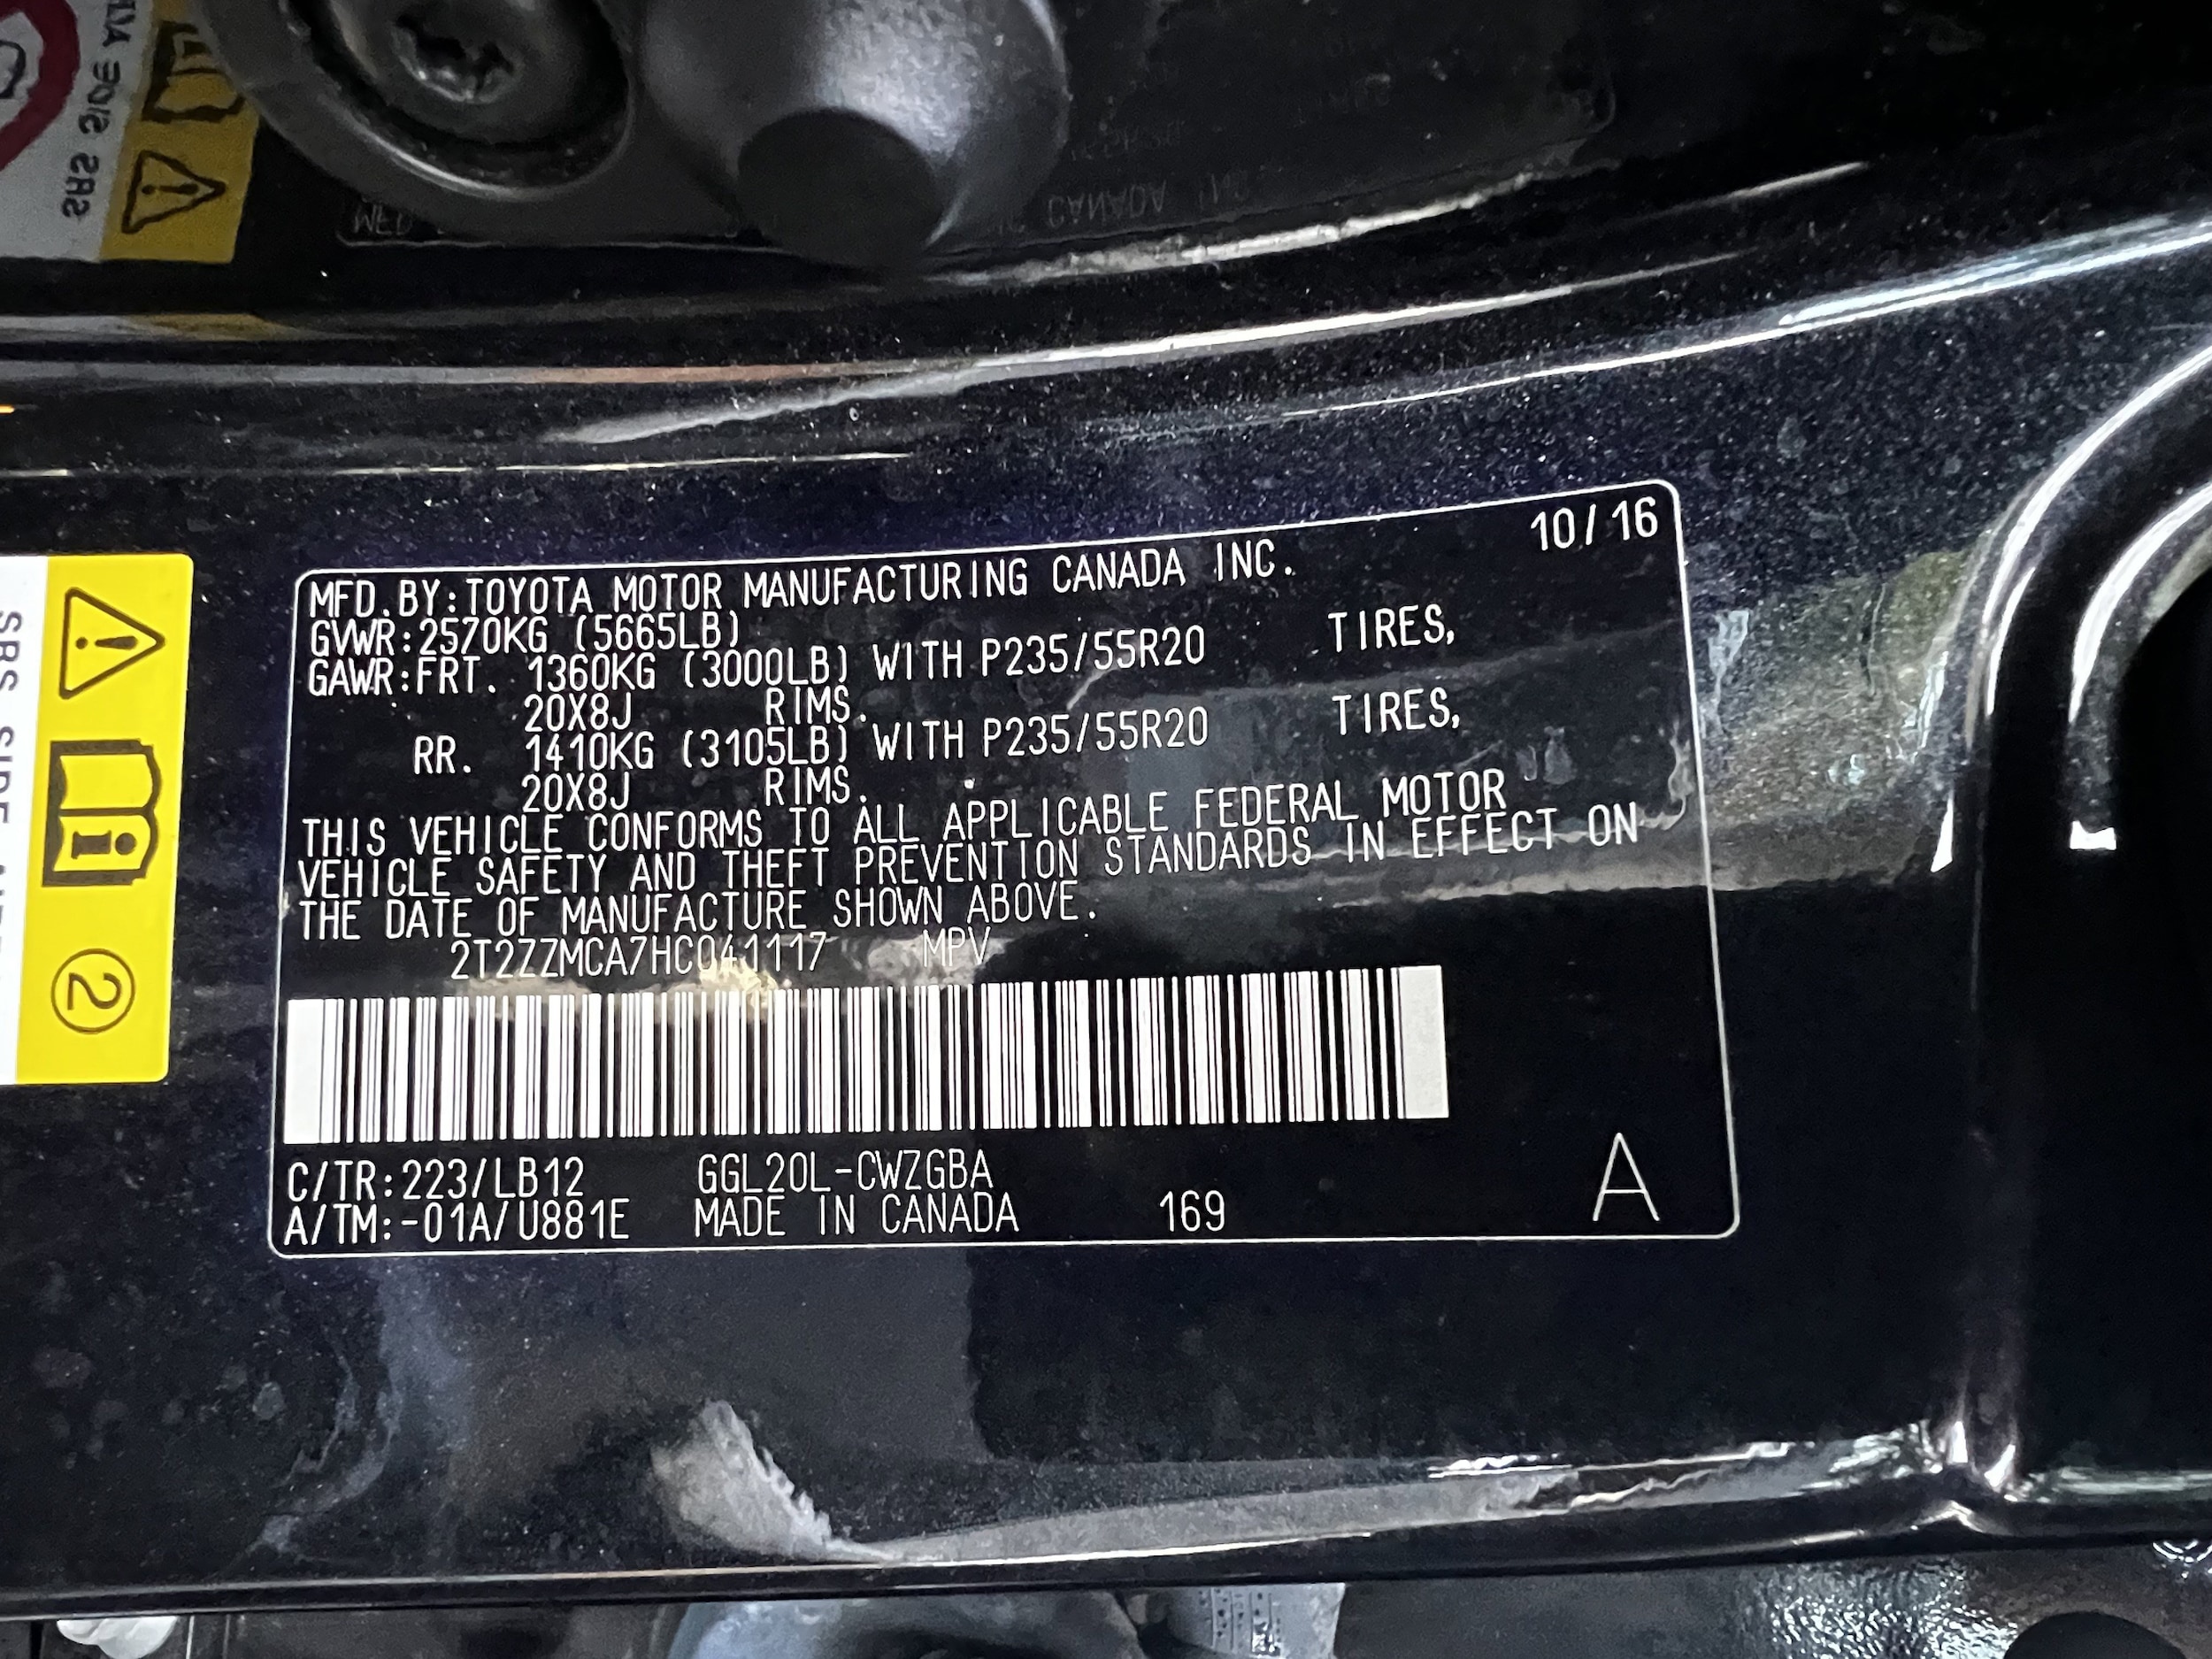 10/16
MFD.BY:TOYOTA MOTOR MANUFACTURING CANADA INC.
GVWR:2570KG (5665LB)
GAWR:FRT. 1360KG (3000LB) WITH P235/55R20 TIRES,
20X8J RIMS.
RR. 1410KG (3105LB) WITH P235/55R20 TIRES,
20X8J RIMS.
THIS VEHICLE CONFORMS TO ALL APPLICABLE FEDERAL MOTOR
VEHICLE SAFETY AND THEFT PREVENTION STANDARDS IN EFFECT ON
THE DATE OF MANUFACTURE SHOWN ABOVE.
2T2ZZMCA7HC041117 MPV
C/TR:223/LB12 GGL20L-CWZGBA
A/TM:-01A/U881E MADE IN CANADA 169
A
SRS SIDE
2